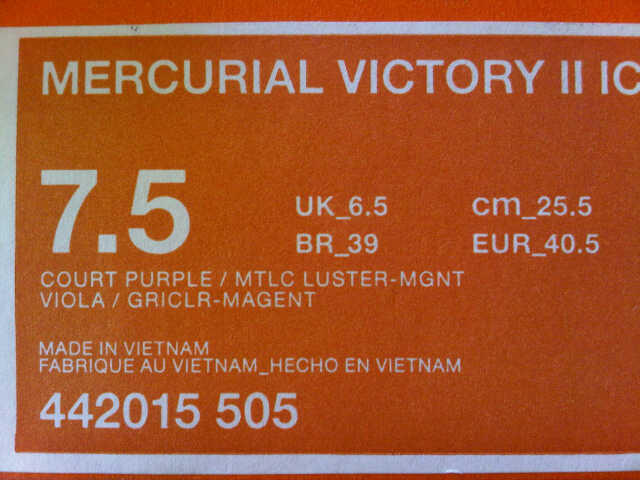 MERCURIAL VICTORY II IC
7.5
UK_6.5 cm_25.5
BR_39 EUR_40.5
COURT PURPLE / MTLC LUSTER-MGNT
VIOLA / GRICLR-MAGENT
MADE IN VIETNAM
FABRIQUE AU VIETNAM_HECHO EN VIETNAM
442015 505